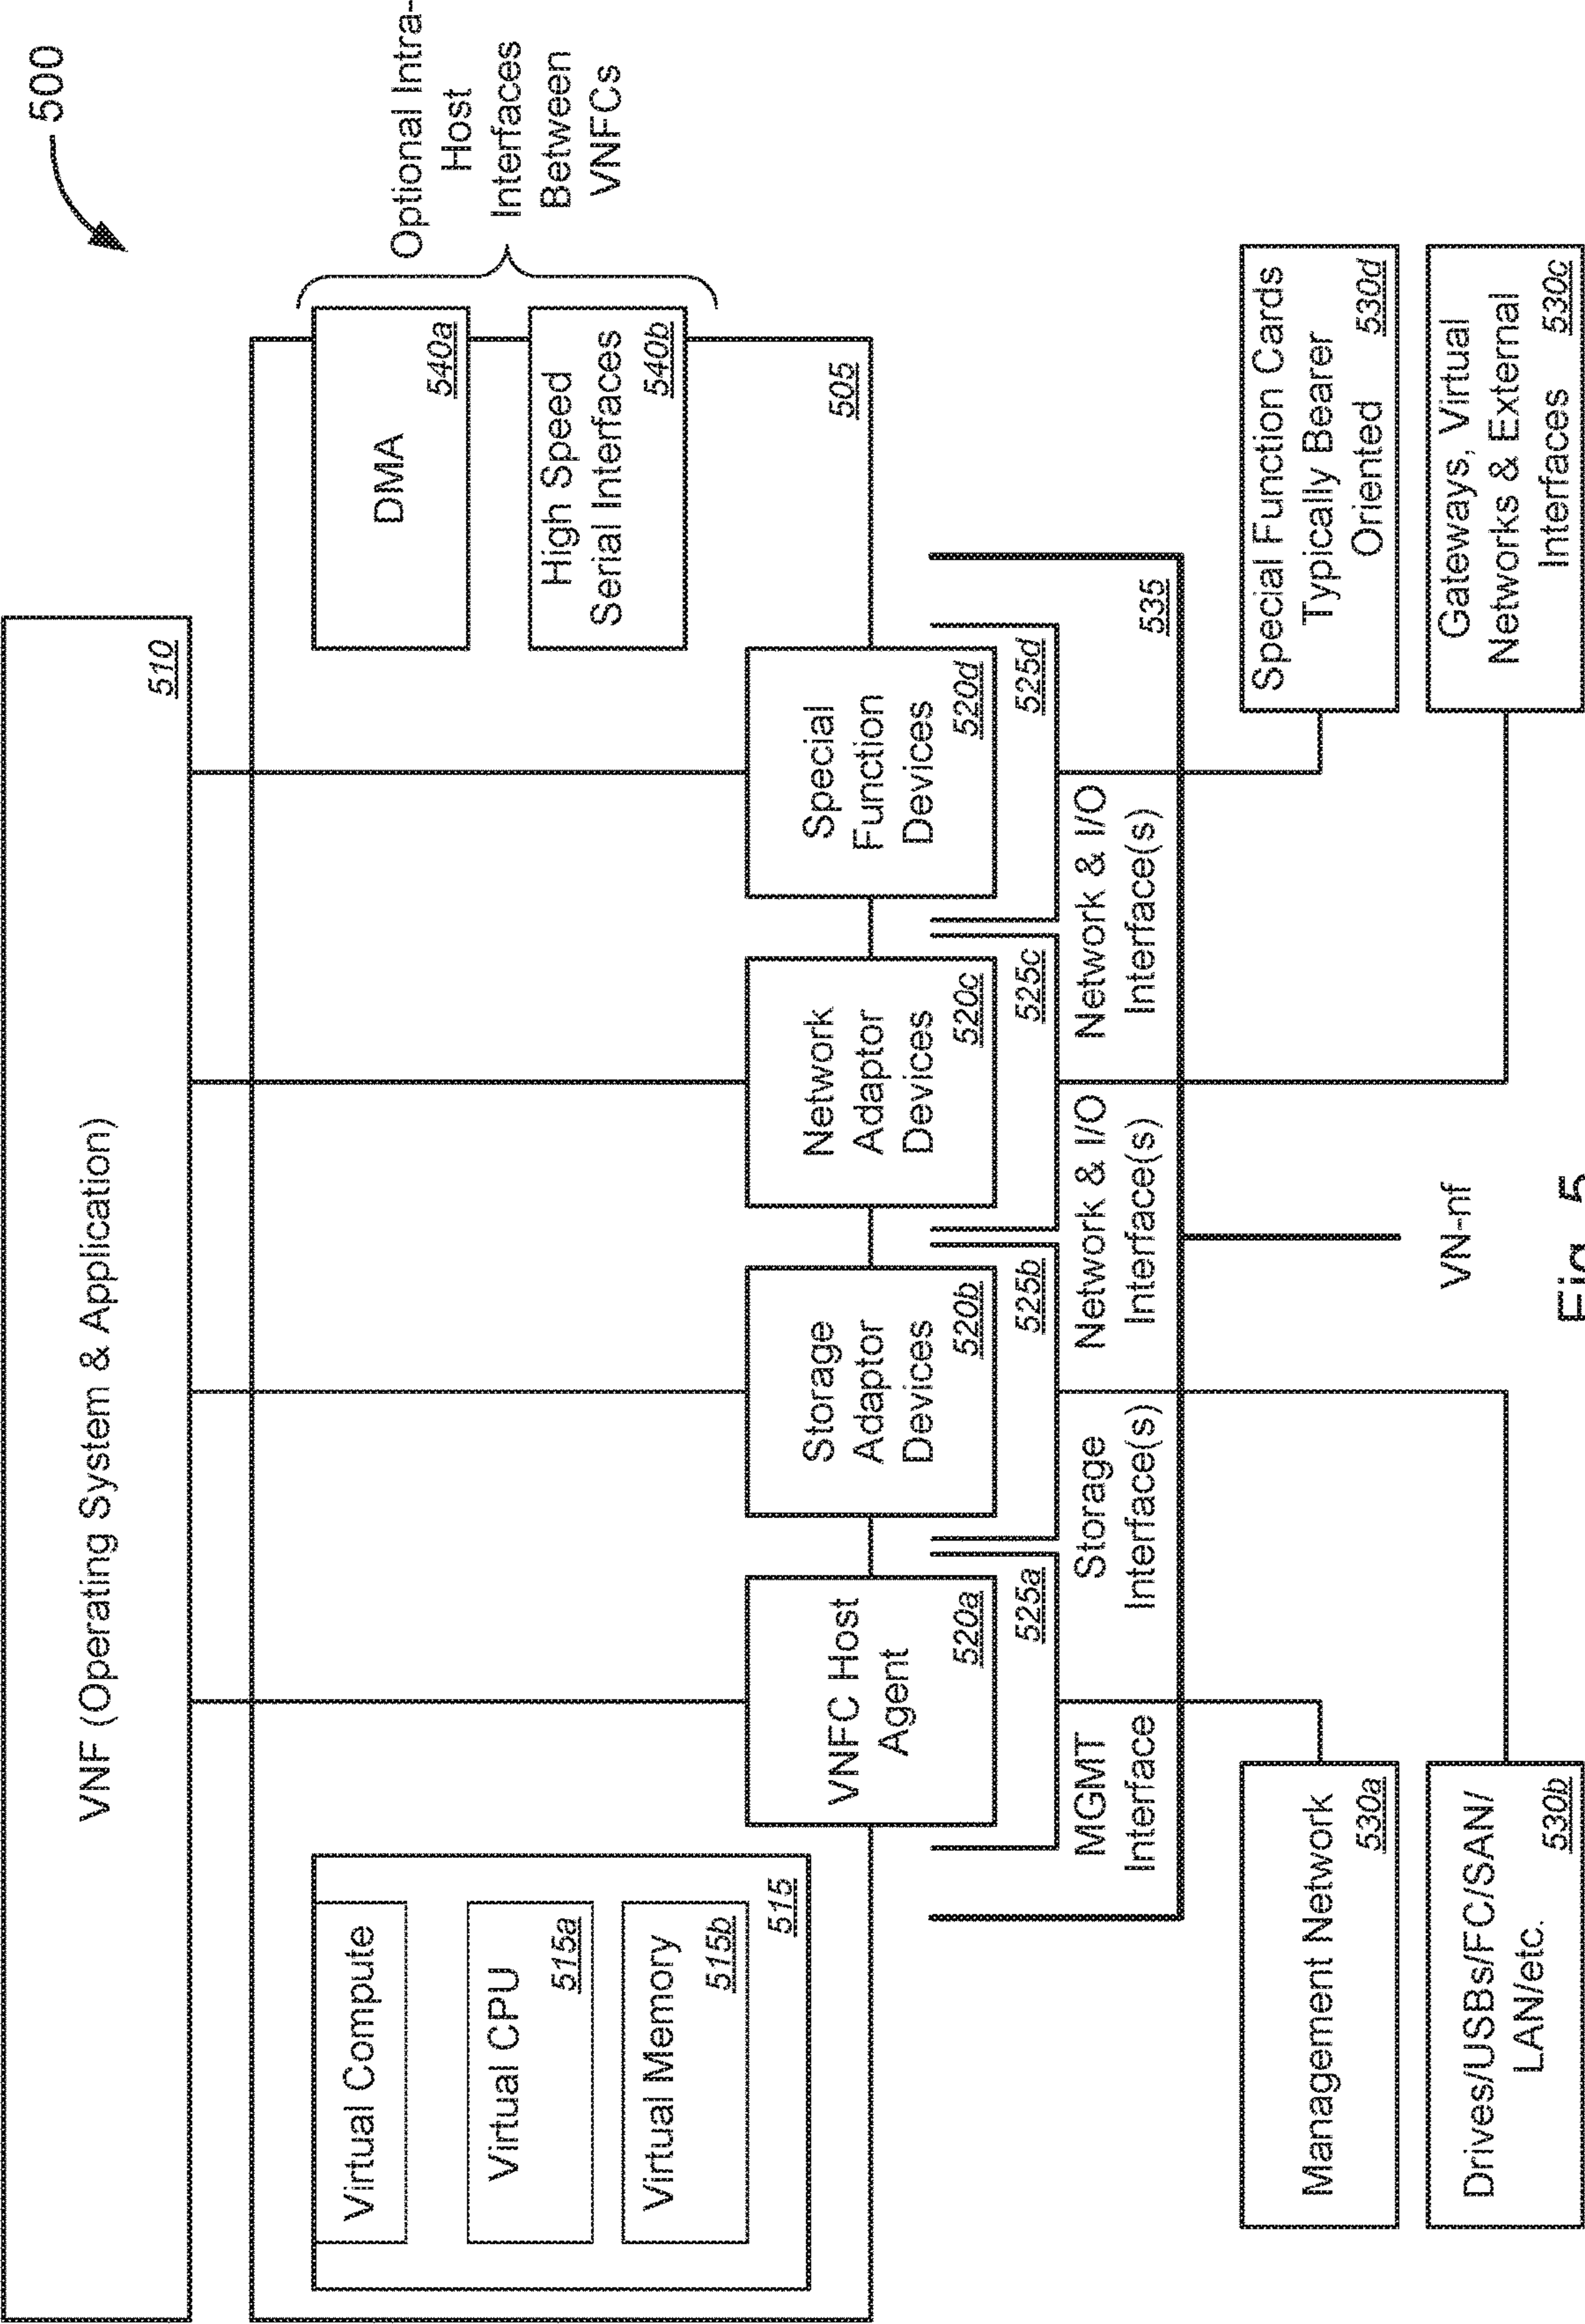 500
VNF (Operating System & Application)
510
Virtual Compute
Virtual CPU
515a
Virtual Memory
515b
515
DMA
540a
High Speed
Serial Interfaces
540b
Optional Intra-
Host
Interfaces
Between
VNFCs
505
VNFC Host
Agent
520a
Storage
Adaptor
Devices
520b
Network
Adaptor
Devices
520c
Special
Function
Devices
520d
525a
525b
525c
525d
MGMT
Interface
Storage
Interface(s)
Network & I/O
Interface(s)
Network & I/O
Interface(s)
535
Management Network
530a
Drives/USBs/FC/SAN/
LAN/etc.
530b
Special Function Cards
Typically Bearer
Oriented
530d
Gateways, Virtual
Networks & External
Interfaces
530c
VN-nf
Fig. 5